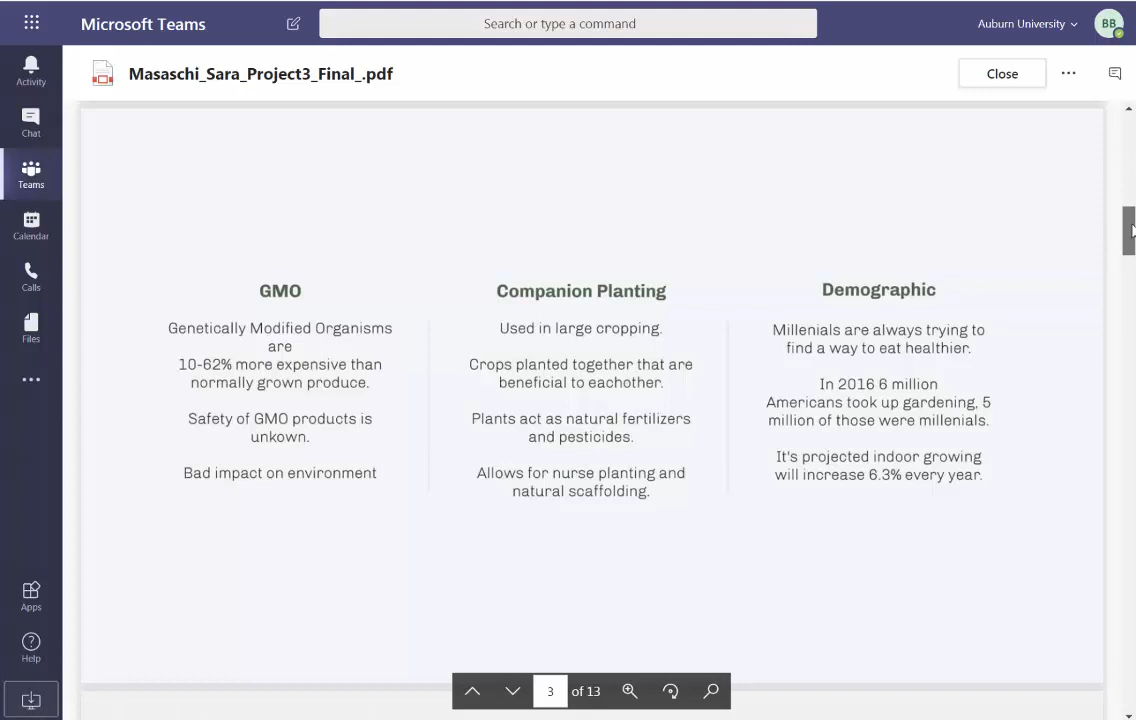 Microsoft Teams
Search or type a command
Auburn University
BB
Activity
Chat
Teams
Calendar
Calls
Files
Apps
Help
Masaschi_Sara_Project3_Final_.pdf
Close
GMO
Genetically Modified Organisms
are
10-62% more expensive than
normally grown produce.
Safety of GMO products is
unkown.
Bad impact on environment
Companion Planting
Used in large cropping.
Crops planted together that are
beneficial to eachother.
Plants act as natural fertilizers
and pesticides.
Allows for nurse planting and
natural scaffolding.
Demographic
Millenials are always trying to
find a way to eat healthier.
In 2016 6 million
Americans took up gardening, 5
million of those were millenials.
It's projected indoor growing
will increase 6.3% every year.
3 of 13